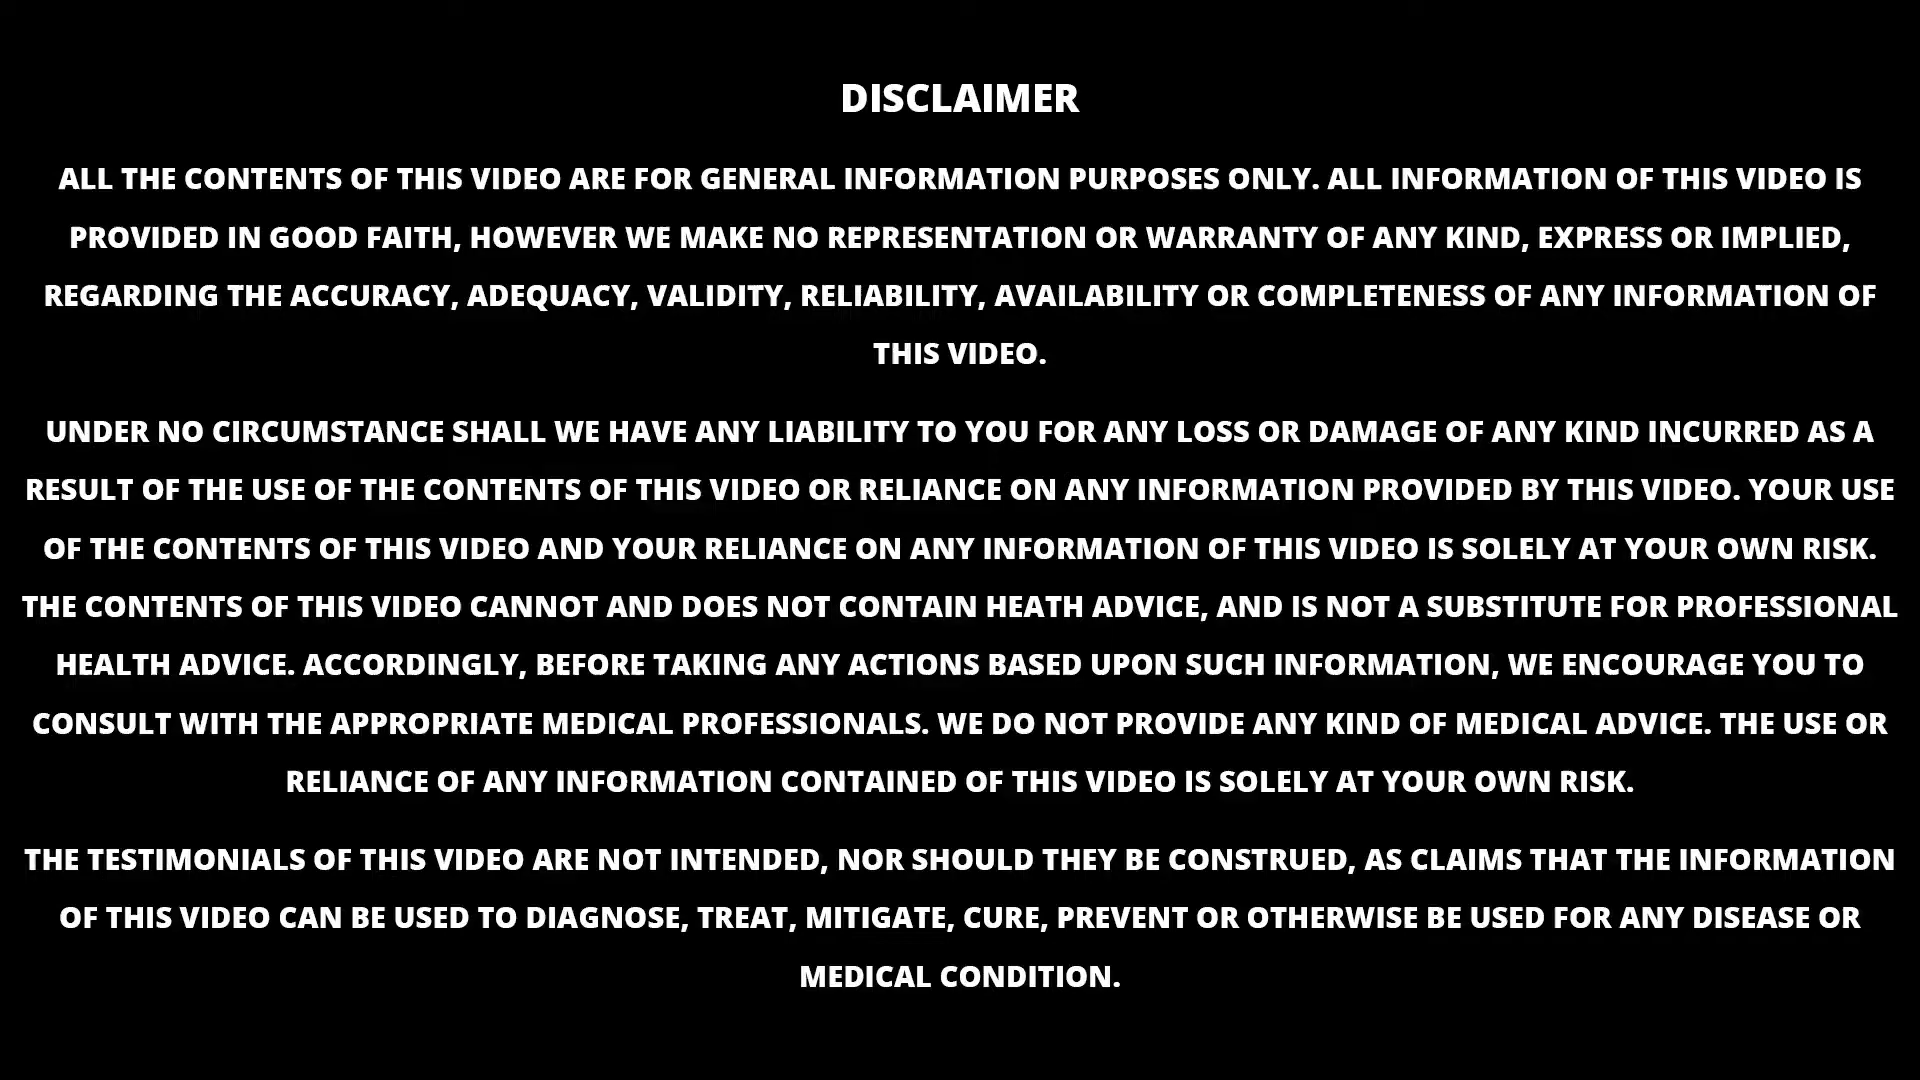 DISCLAIMER
ALL THE CONTENTS OF THIS VIDEO ARE FOR GENERAL INFORMATION PURPOSES ONLY. ALL INFORMATION OF THIS VIDEO IS
PROVIDED IN GOOD FAITH, HOWEVER WE MAKE NO REPRESENTATION OR WARRANTY OF ANY KIND, EXPRESS OR IMPLIED,
REGARDING THE ACCURACY, ADEQUACY, VALIDITY, RELIABILITY, AVAILABILITY OR COMPLETENESS OF ANY INFORMATION OF
THIS VIDEO.
UNDER NO CIRCUMSTANCE SHALL WE HAVE ANY LIABILITY TO YOU FOR ANY LOSS OR DAMAGE OF ANY KIND INCURRED AS A
RESULT OF THE USE OF THE CONTENTS OF THIS VIDEO OR RELIANCE ON ANY INFORMATION PROVIDED BY THIS VIDEO. YOUR USE
OF THE CONTENTS OF THIS VIDEO AND YOUR RELIANCE ON ANY INFORMATION OF THIS VIDEO IS SOLELY AT YOUR OWN RISK.
THE CONTENTS OF THIS VIDEO CANNOT AND DOES NOT CONTAIN HEATH ADVICE, AND IS NOT A SUBSTITUTE FOR PROFESSIONAL
HEALTH ADVICE. ACCORDINGLY, BEFORE TAKING ANY ACTIONS BASED UPON SUCH INFORMATION, WE ENCOURAGE YOU TO
CONSULT WITH THE APPROPRIATE MEDICAL PROFESSIONALS. WE DO NOT PROVIDE ANY KIND OF MEDICAL ADVICE. THE USE OR
RELIANCE OF ANY INFORMATION CONTAINED OF THIS VIDEO IS SOLELY AT YOUR OWN RISK.
THE TESTIMONIALS OF THIS VIDEO ARE NOT INTENDED, NOR SHOULD THEY BE CONSTRUED, AS CLAIMS THAT THE INFORMATION
OF THIS VIDEO CAN BE USED TO DIAGNOSE, TREAT, MITIGATE, CURE, PREVENT OR OTHERWISE BE USED FOR ANY DISEASE OR
MEDICAL CONDITION.